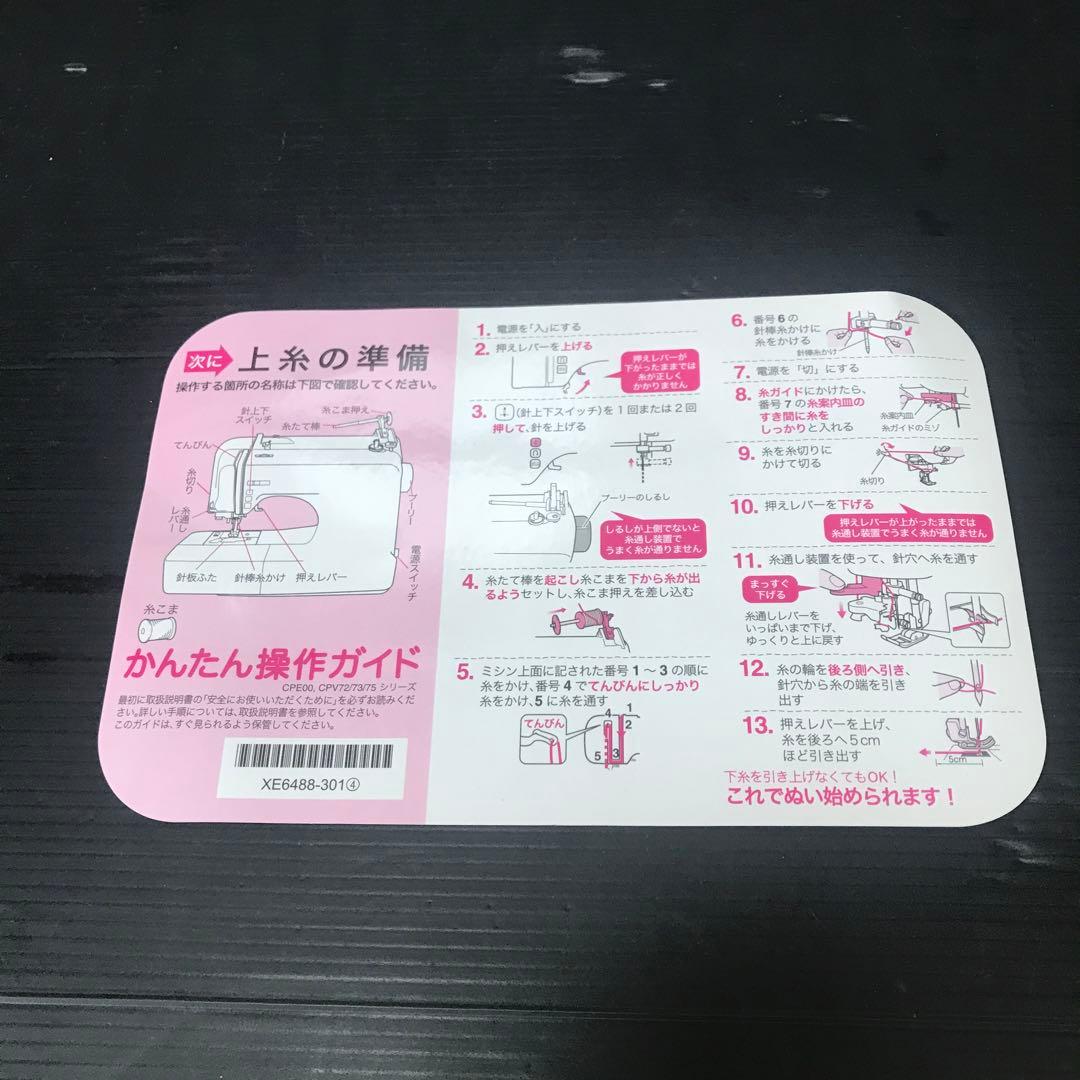 次に 上糸の準備
操作する箇所の名称は下図で確認してください。
針上下
スイッチ
糸こま押え
糸たて棒
てんびん
糸切り
糸通し
レバー
プーリー
電源スイッチ
針板ふた
針棒糸かけ
押えレバー
糸こま
かんたん操作ガイド
CPE00, CPV72/73/75 シリーズ
最初に取扱説明書の「安全にお使いいただくために」を必ずお読みくだ
さい。詳しい手順については、取扱説明書を参照してください。
このガイドは、すぐ見られるよう保管してください。
XE6488-301④
1. 電源を「入」にする
2. 押えレバーを上げる
押えレバーが
下がったままでは
糸が正しく
かかりません
3. (針上下スイッチ)を1回または2回
押して、針を上げる
プーリーのしるし
しるしが上側でないと
糸通し装置で
うまく糸が通りません
4. 糸たて棒を起こし糸こまを下から糸が出
るようセットし、糸こま押えを差し込む
5. ミシン上面に記された番号1～3の順に
糸をかけ、番号4でてんびんにしっかり
糸をかけ、5に糸を通す
てんびん
1
4 2
5 3
6. 番号6の
針棒糸かけに
糸をかける
針棒糸かけ
7. 電源を「切」にする
8. 糸ガイドにかけたら、
番号7の糸案内皿の
すき間に糸を
しっかりと入れる
糸案内皿
糸ガイドのミゾ
9. 糸を糸切りに
かけて切る
糸切り
10. 押えレバーを下げる
押えレバーが上がったままでは
糸通し装置でうまく糸が通りません
11. 糸通し装置を使って、針穴へ糸を通す
まっすぐ
下げる
糸通しレバーを
いっぱいまで下げ、
ゆっくりと上に戻す
12. 糸の輪を後ろ側へ引き、
針穴から糸の端を引き
出す
13. 押えレバーを上げ、
糸を後ろへ5cm
ほど引き出す
5cm
下糸を引き上げなくてもOK！
これでぬい始められます！